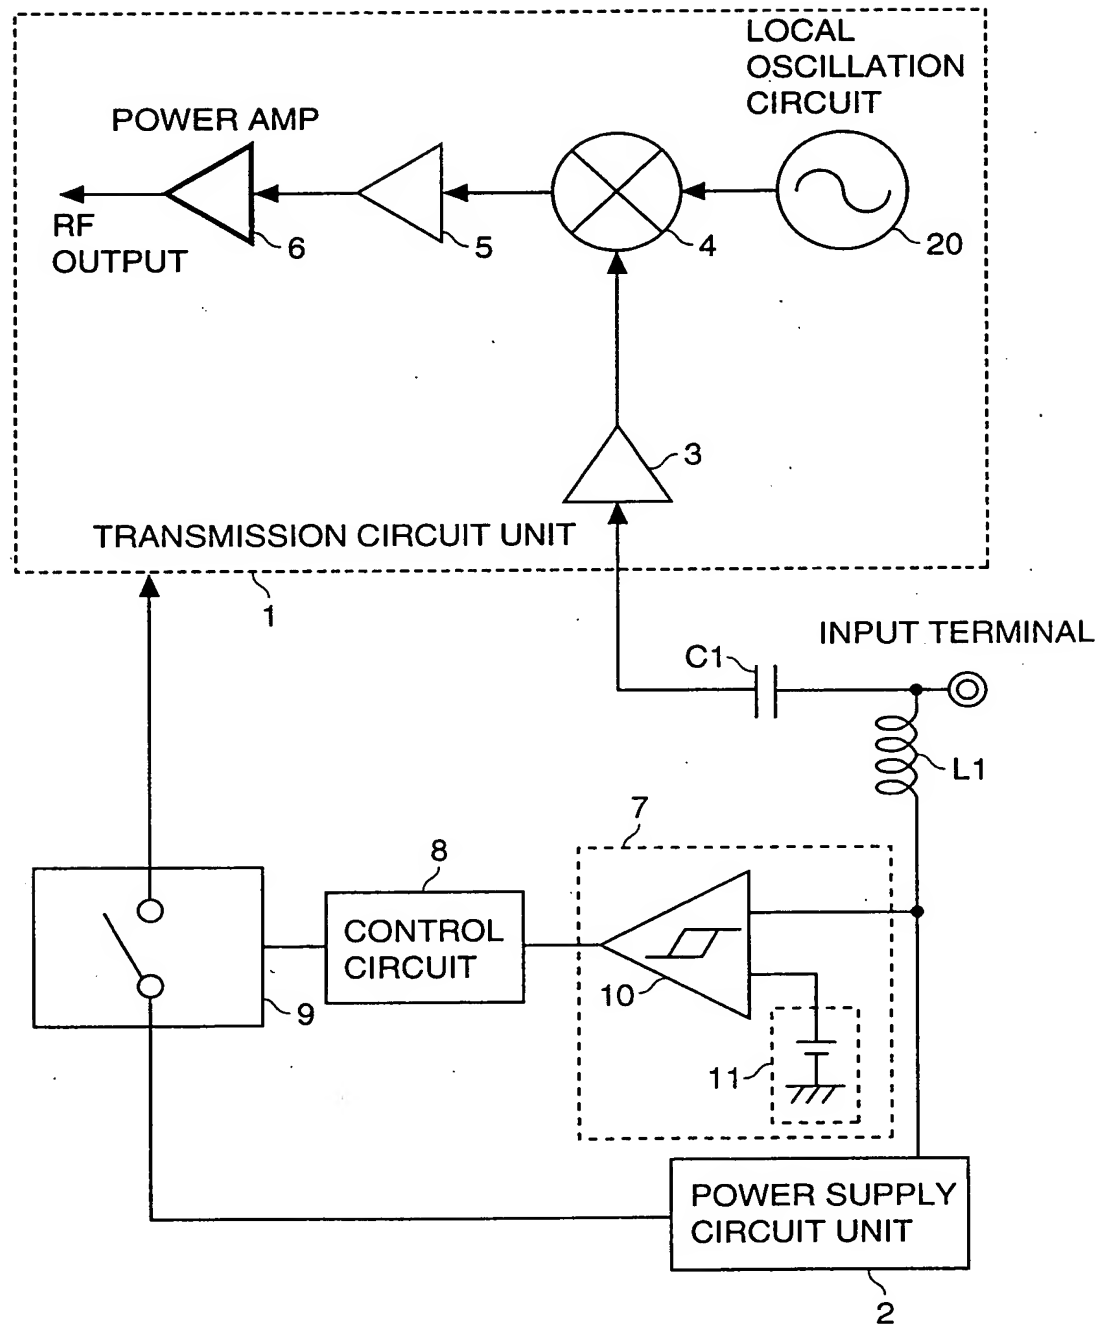 LOCAL
OSCILLATION
CIRCUIT
POWER AMP
RF
OUTPUT
6
5
4
20
3
TRANSMISSION CIRCUIT UNIT
1
INPUT TERMINAL
C1
L1
7
8
CONTROL
CIRCUIT
9
10
11
POWER SUPPLY
CIRCUIT UNIT
2